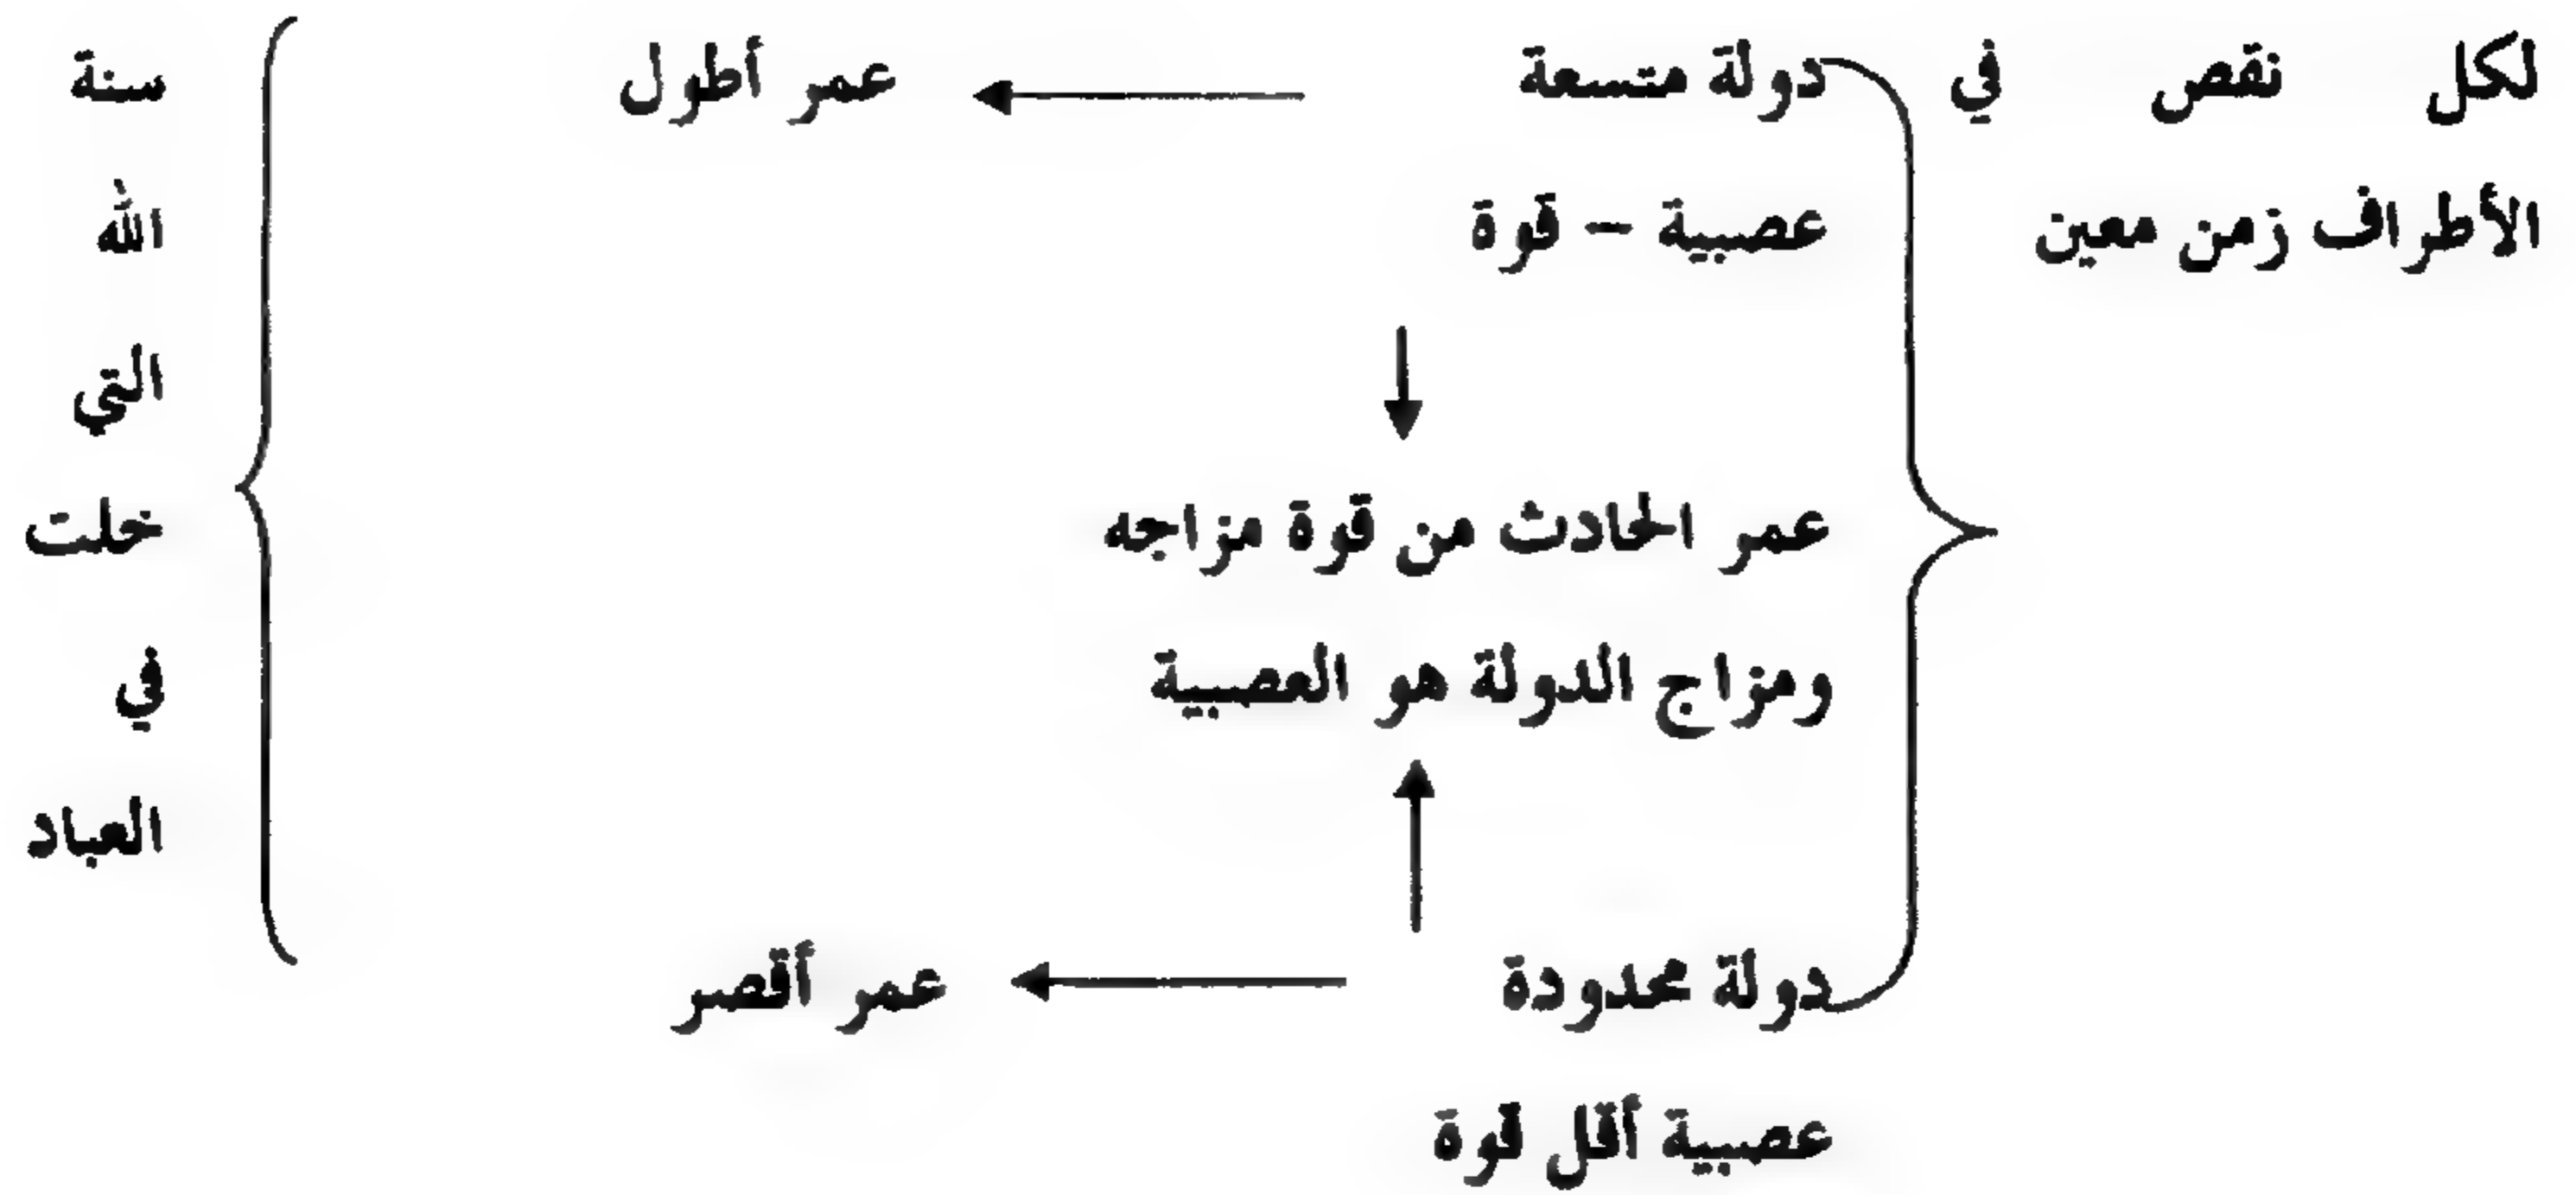 لكل نقص في
الأطراف زمن معين
دولة متسعة
عصبية - قوة
عمر أطول
عمر الحادث من قوة مزاجه
ومزاج الدولة هو العصبية
دولة محدودة
عصبية أقل قوة
عمر أقصر
سنة
الله
التي
خلت
في
العباد